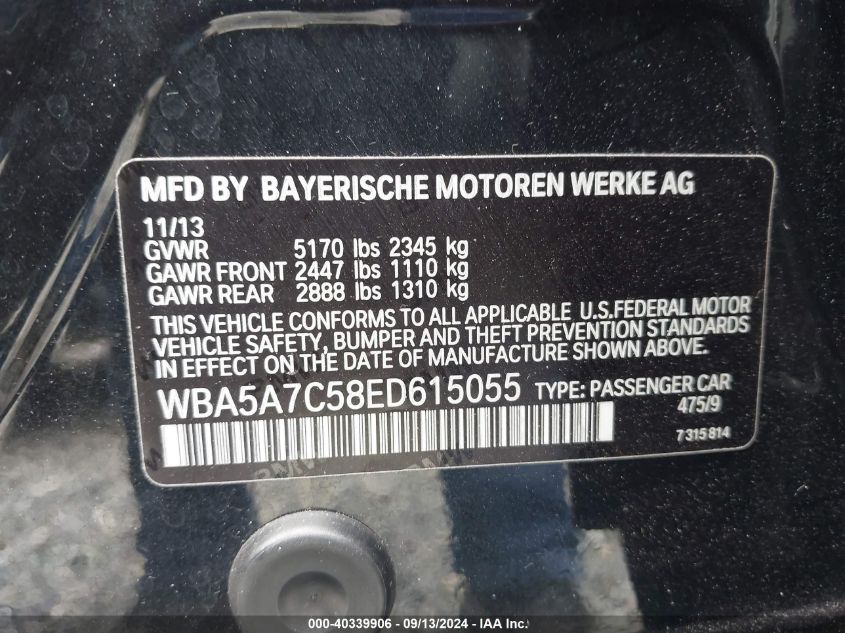 MFD BY BAYERISCHE MOTOREN WERKE AG
11/13
GVWR 5170 lbs 2345 kg
GAWR FRONT 2447 lbs 1110 kg
GAWR REAR 2888 lbs 1310 kg
THIS VEHICLE CONFORMS TO ALL APPLICABLE U.S.FEDERAL MOTOR
VEHICLE SAFETY, BUMPER AND THEFT PREVENTION STANDARDS
IN EFFECT ON THE DATE OF MANUFACTURE SHOWN ABOVE.
WBA5A7C58ED615055 TYPE: PASSENGER CAR
475/9
7315814
000-40339906 - 09/13/2024 - IAA Inc.